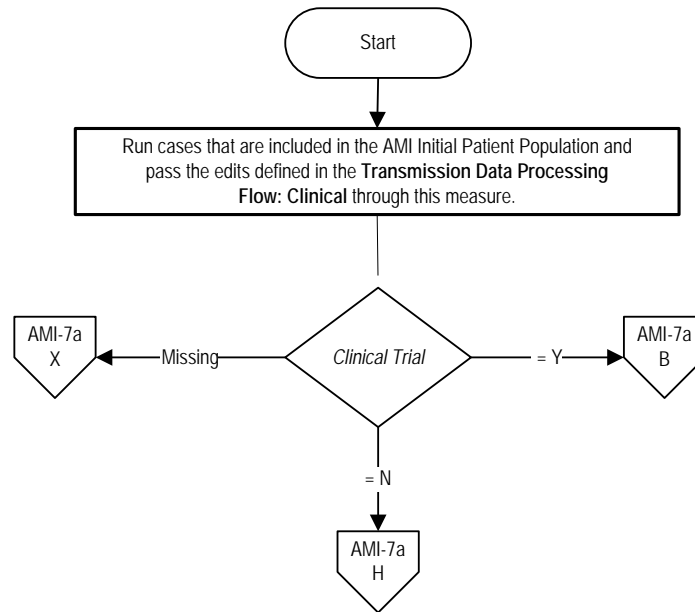 Start
Run cases that are included in the AMI Initial Patient Population and
pass the edits defined in the Transmission Data Processing
Flow: Clinical through this measure.
AMI-7a
X
Missing
Clinical Trial
= Y
AMI-7a
B
= N
AMI-7a
H